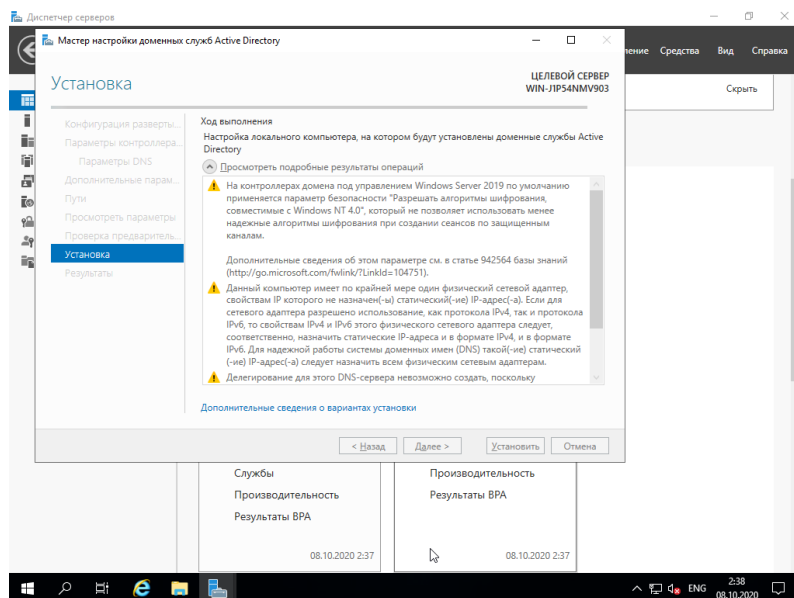 Диспетчер серверов
Мастер настройки доменных служб Active Directory
Средства Вид Справка
Скрыть
Установка
ЦЕЛЕВОЙ СЕРВЕР
WIN-J1P54NMV903
Конфигурация разверты...
Параметры контроллера...
Параметры DNS
Дополнительные парам...
Пути
Просмотреть параметры
Проверка предваритель...
Установка
Результаты
Ход выполнения
Настройка локального компьютера, на котором будут установлены доменные службы Active
Directory
Просмотреть подробные результаты операций
На контроллерах домена под управлением Windows Server 2019 по умолчанию
применяется параметр безопасности "Разрешать алгоритмы шифрования,
совместимые с Windows NT 4.0", который не позволяет использовать менее
надежные алгоритмы шифрования при создании сеансов по защищенным
каналам.
Дополнительные сведения об этом параметре см. в статье 942564 базы знаний
(http://go.microsoft.com/fwlink/?LinkId=104751).
Данный компьютер имеет по крайней мере один физический сетевой адаптер,
свойствам IP которого не назначен(-ы) статический(-ие) IP-адрес(-а). Если для
сетевого адаптера разрешено использование, как протокола IPv4, так и протокола
IPv6, то свойствам IPv4 и IPv6 этого физического сетевого адаптера следует,
соответственно, назначить статические IP-адреса и в формате IPv4, и в формате
IPv6. Для надежной работы системы доменных имен (DNS) такой(-ие) статический
(-ие) IP-адрес(-а) следует назначить всем физическим сетевым адаптерам.
Делегирование для этого DNS-сервера невозможно создать, поскольку
Дополнительные сведения о вариантах установки
< Назад Далее > Установить Отмена
Службы
Производительность
Результаты BPA
08.10.2020 2:37
Производительность
Результаты BPA
08.10.2020 2:37
ENG
2:38
08.10.2020